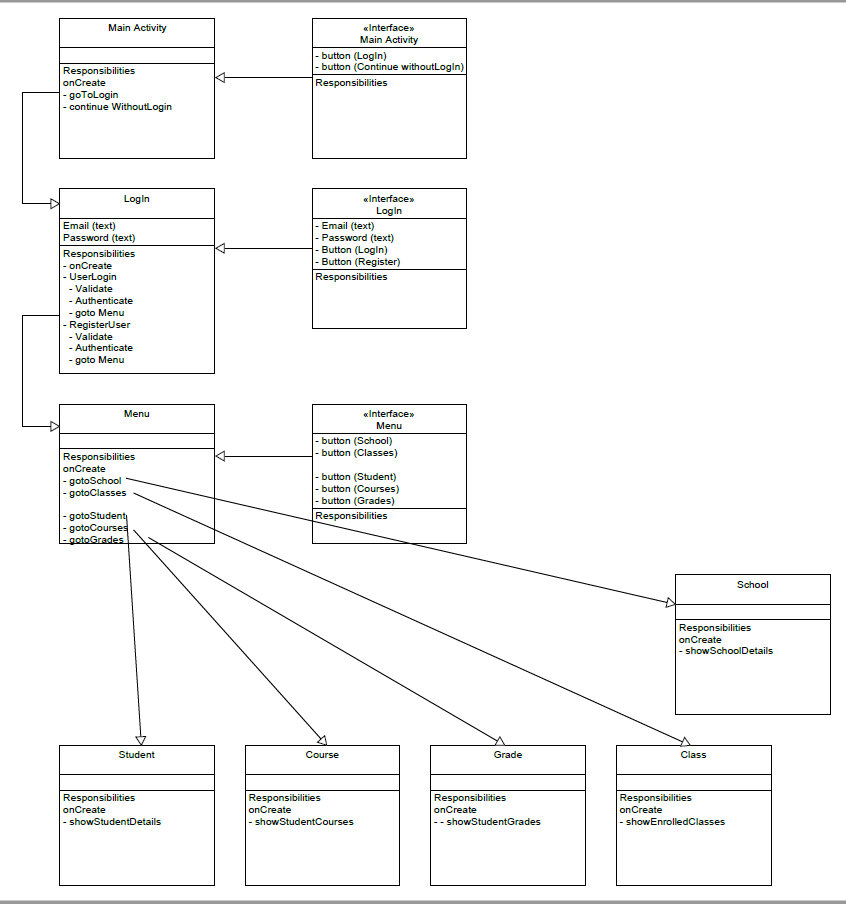 Main Activity
Responsibilities
onCreate
- goToLogin
- continue WithoutLogin
«Interface»
Main Activity
- button (LogIn)
- button (Continue withoutLogIn)
Responsibilities
LogIn
Email (text)
Password (text)
Responsibilities
- onCreate
- UserLogin
- Validate
- Authenticate
- goto Menu
- RegisterUser
- Validate
- Authenticate
- goto Menu
«Interface»
LogIn
- Email (text)
- Password (text)
- Button (LogIn)
- Button (Register)
Responsibilities
Menu
Responsibilities
onCreate
- gotoSchool
- gotoClasses
- gotoStudent
- gotoCourses
- gotoGrades
«Interface»
Menu
- button (School)
- button (Classes)
- button (Student)
- button (Courses)
- button (Grades)
Responsibilities
School
Responsibilities
onCreate
- showSchoolDetails
Student
Responsibilities
onCreate
- showStudentDetails
Course
Responsibilities
onCreate
- showStudentCourses
Grade
Responsibilities
onCreate
- - showStudentGrades
Class
Responsibilities
onCreate
- showEnrolledClasses